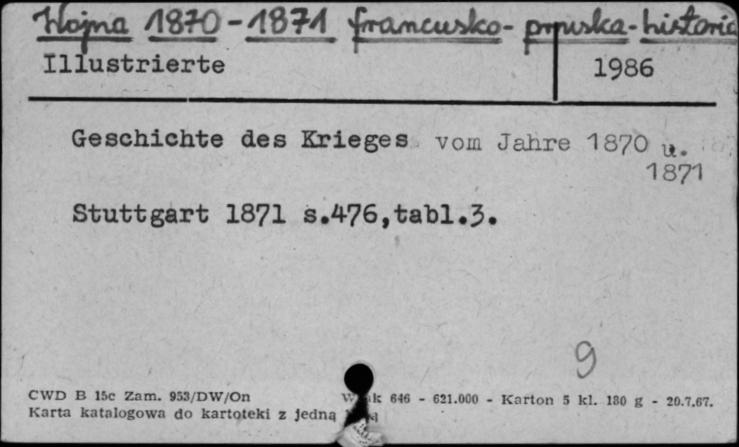 Wojna 1870-1871 francusko-pruska-historia
Illustrierte 1986
Geschichte des Krieges vom Jahre 1870 u.
1871
Stuttgart 1871 s.476,tabl.3.
9
CWD B 15c Zam. 953/DW/On 646 - 621.000 - Karton 5 kl. 180 g - 20.7.67.
Karta katalogowa do kartoteki z jedną